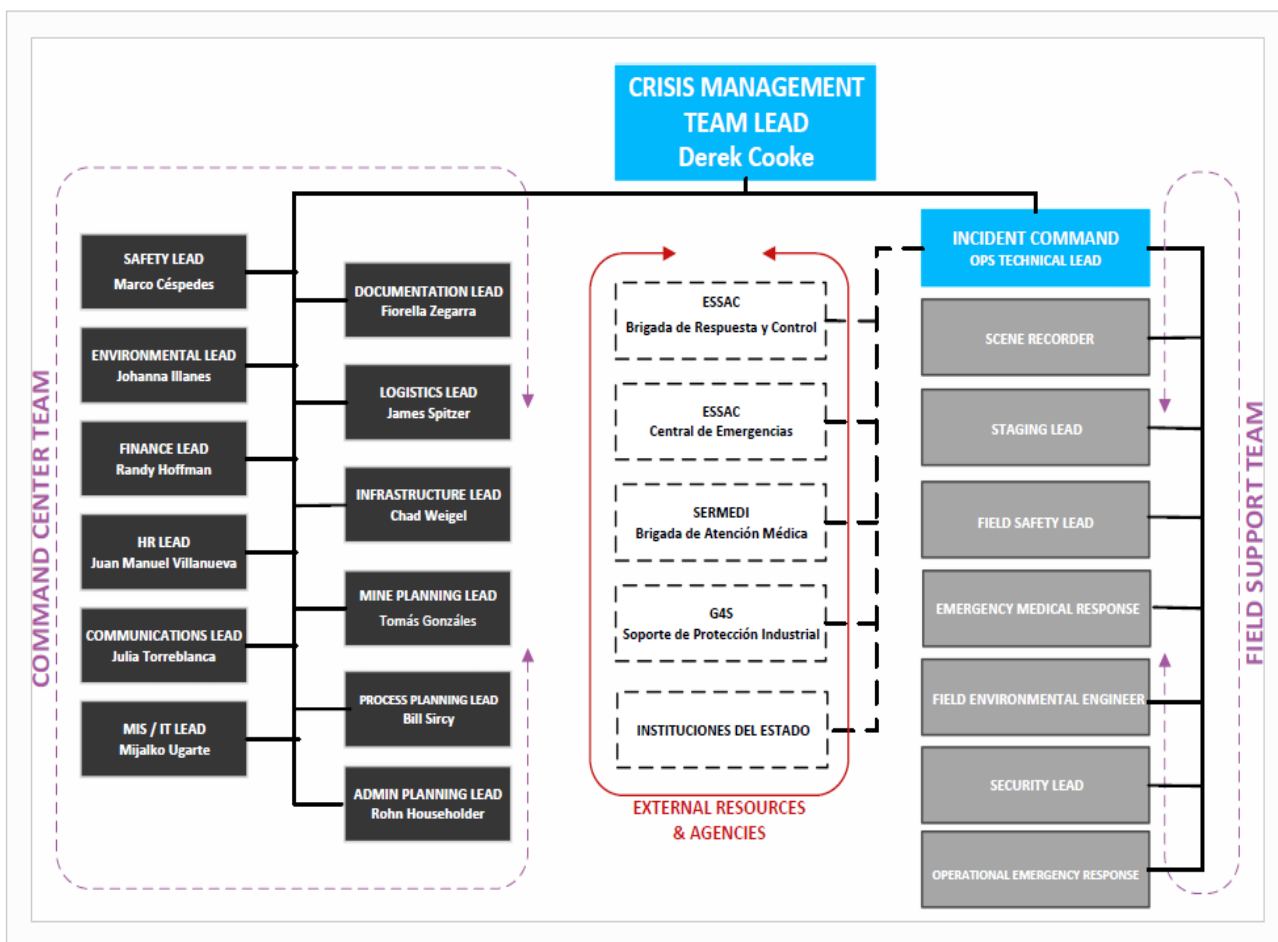 CRISIS MANAGEMENT
TEAM LEAD
Derek Cooke
COMMAND CENTER TEAM
SAFETY LEAD
Marco Céspedes
ENVIRONMENTAL LEAD
Johanna Illanes
FINANCE LEAD
Randy Hoffman
HR LEAD
Juan Manuel Villanueva
COMMUNICATIONS LEAD
Julia Torreblanca
MIS / IT LEAD
Mijalko Ugarte
DOCUMENTATION LEAD
Fiorella Zegarra
LOGISTICS LEAD
James Spitzer
INFRASTRUCTURE LEAD
Chad Weigel
MINE PLANNING LEAD
Tomás Gonzáles
PROCESS PLANNING LEAD
Bill Sircy
ADMIN PLANNING LEAD
Rohn Householder
ESSAC
Brigada de Respuesta y Control
ESSAC
Central de Emergencias
SERMEDI
Brigada de Atención Médica
G4S
Soporte de Protección Industrial
INSTITUCIONES DEL ESTADO
EXTERNAL RESOURCES
& AGENCIES
INCIDENT COMMAND
OPS TECHNICAL LEAD
SCENE RECORDER
STAGING LEAD
FIELD SAFETY LEAD
EMERGENCY MEDICAL RESPONSE
FIELD ENVIRONMENTAL ENGINEER
SECURITY LEAD
OPERATIONAL EMERGENCY RESPONSE
FIELD SUPPORT TEAM